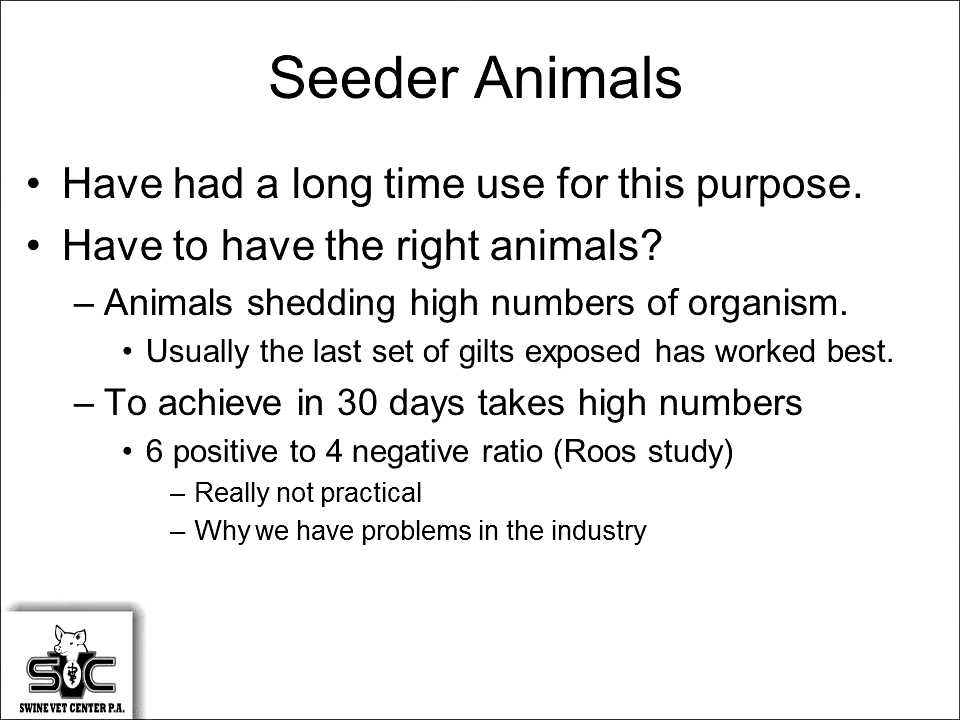 Seeder Animals
• Have had a long time use for this purpose.
• Have to have the right animals?
– Animals shedding high numbers of organism.
• Usually the last set of gilts exposed has worked best.
– To achieve in 30 days takes high numbers
• 6 positive to 4 negative ratio (Roos study)
– Really not practical
– Why we have problems in the industry
SVC
SWINE VET CENTER P.A.